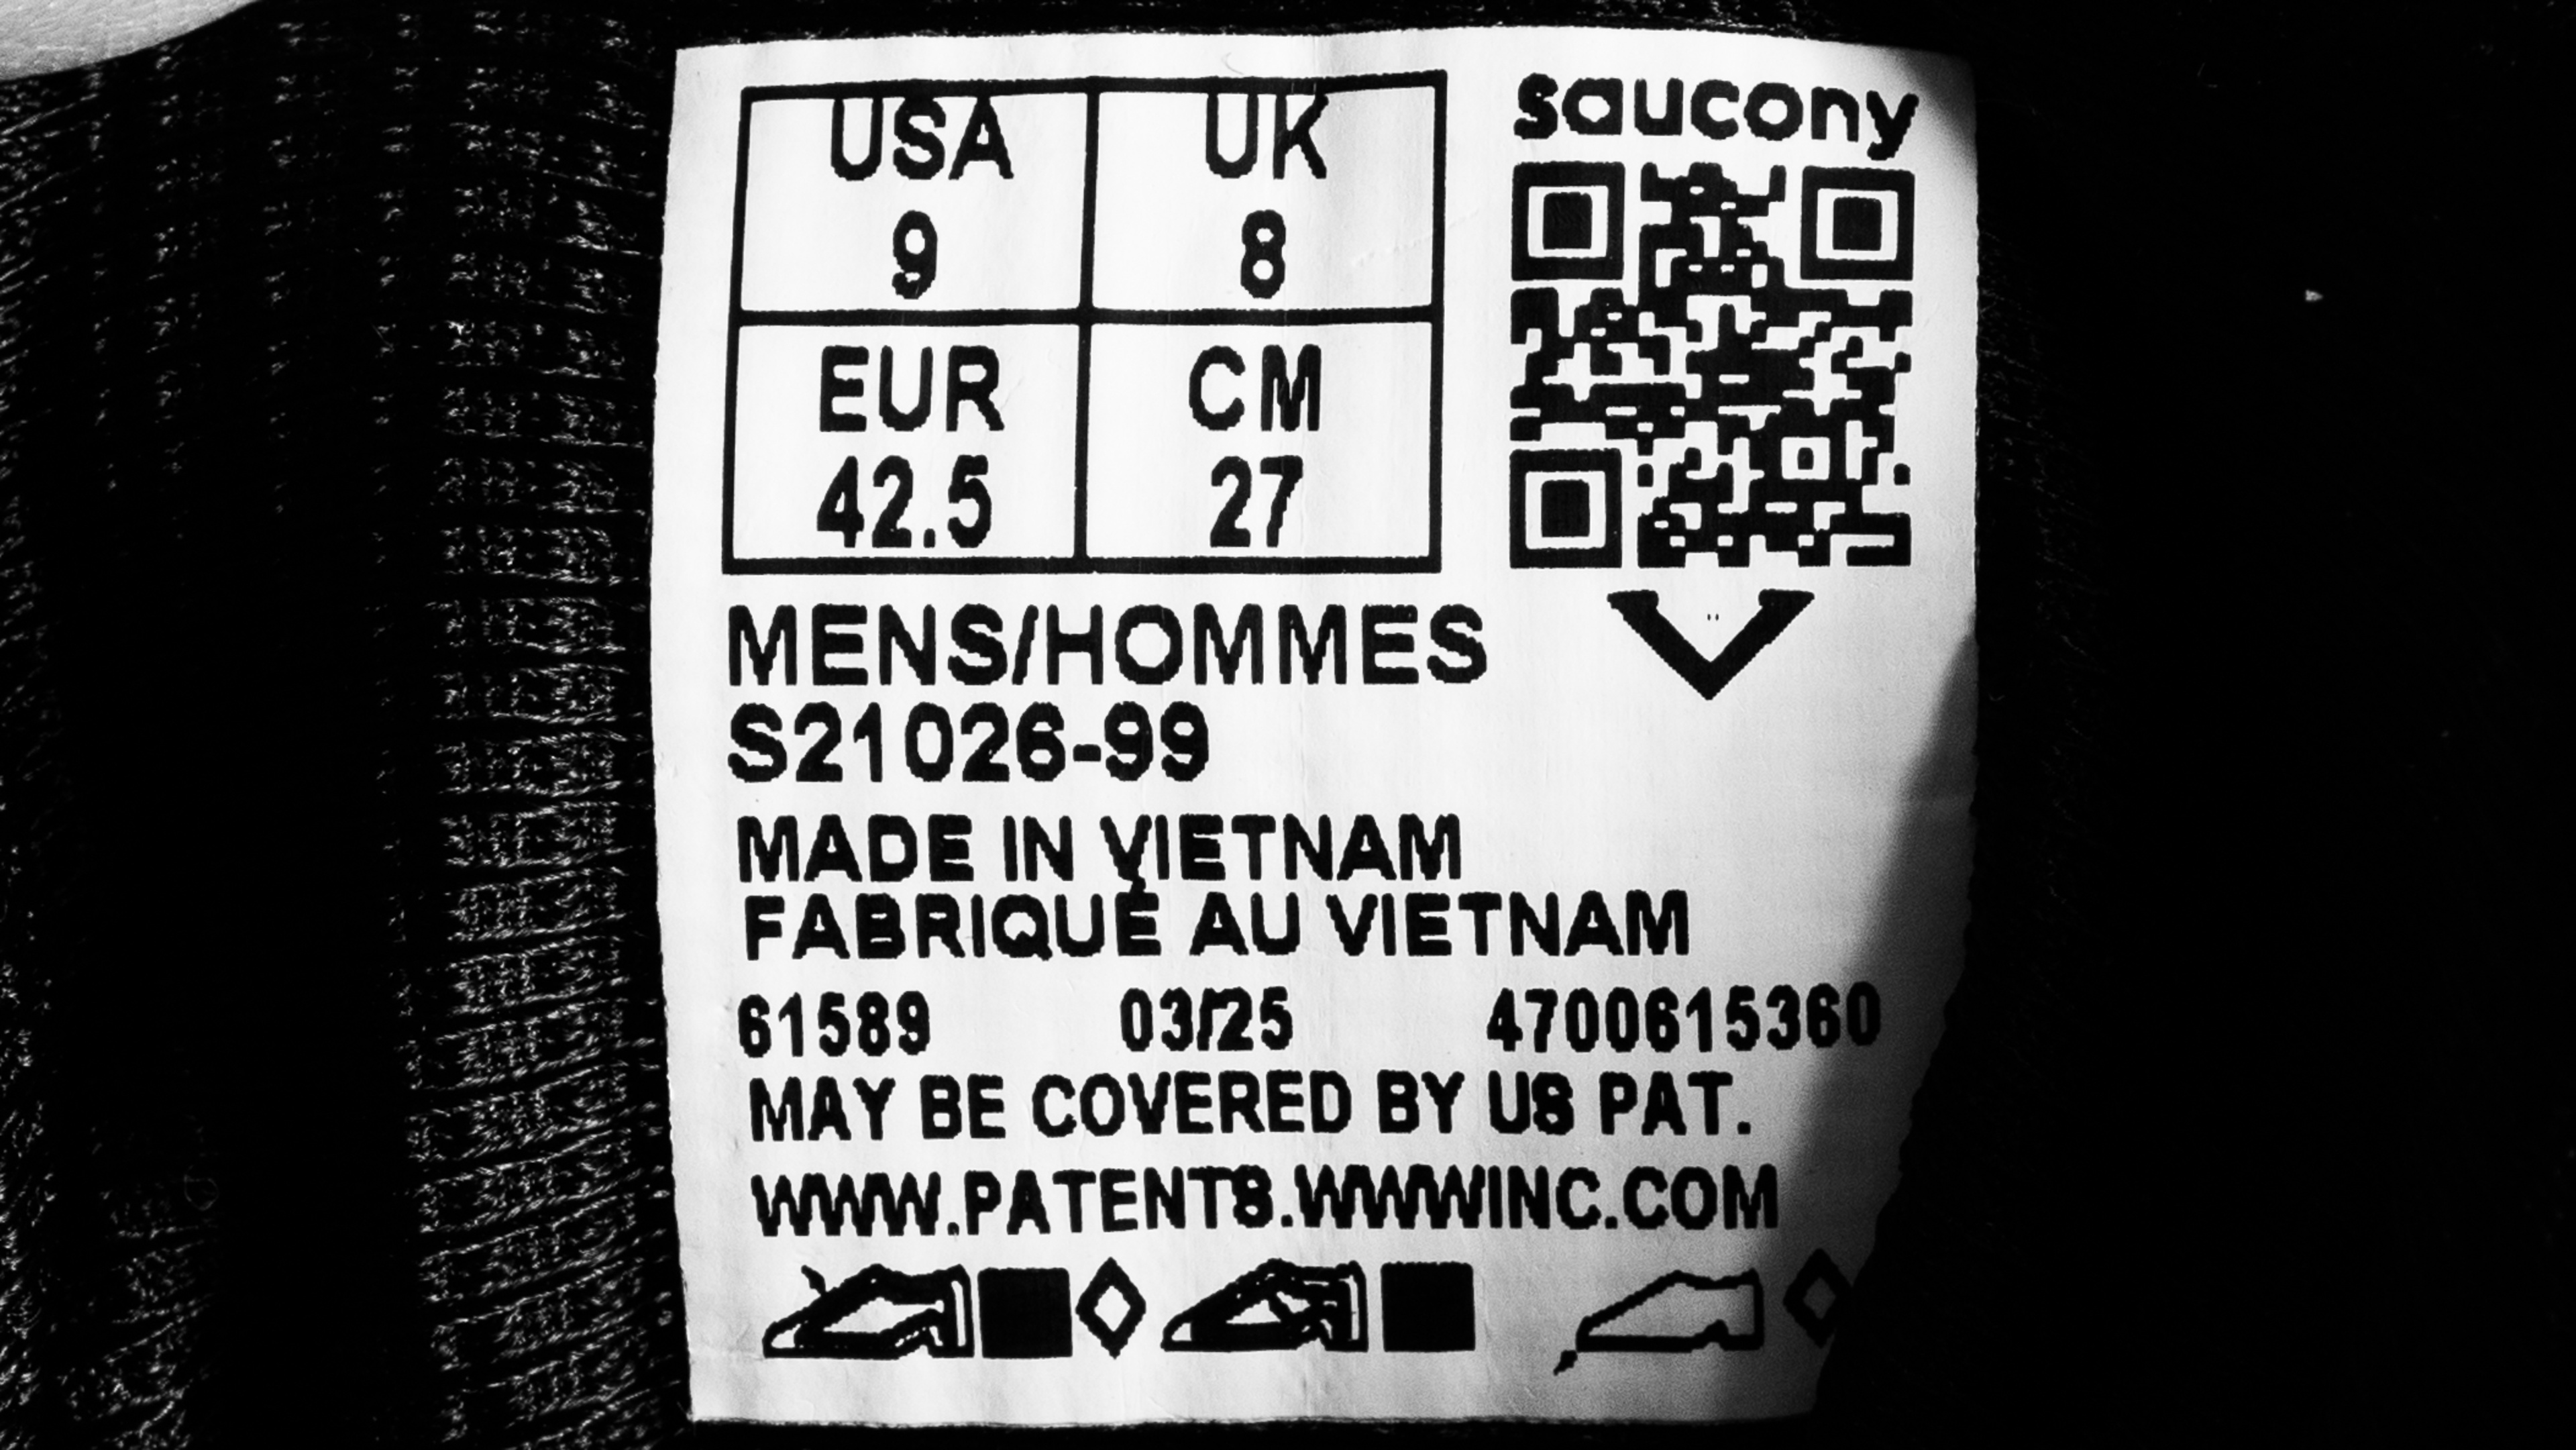 USA UK saucony
9 8
EUR CM
42.5 27
MENS/HOMMES
S21026-99
MADE IN VIETNAM
FABRIQUÉ AU VIETNAM
61589 03/25 4700615360
MAY BE COVERED BY US PAT.
WWW.PATENTS.WWWINC.COM